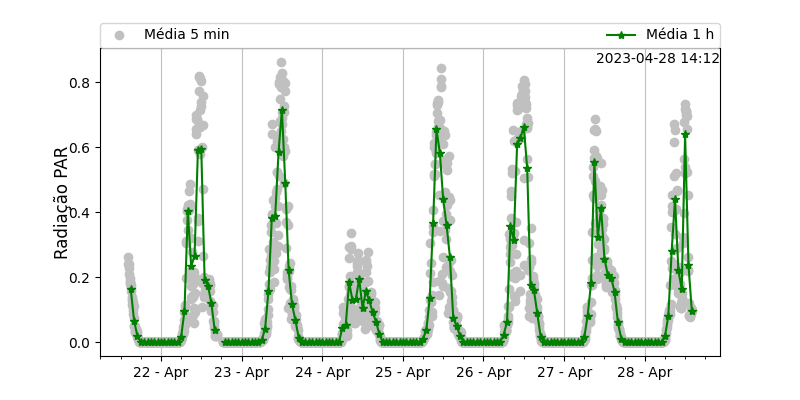 Média 5 min
Média 1 h
2023-04-28 14:12
Radiação PAR
0.8
0.6
0.4
0.2
0.0
22 - Apr
23 - Apr
24 - Apr
25 - Apr
26 - Apr
27 - Apr
28 - Apr